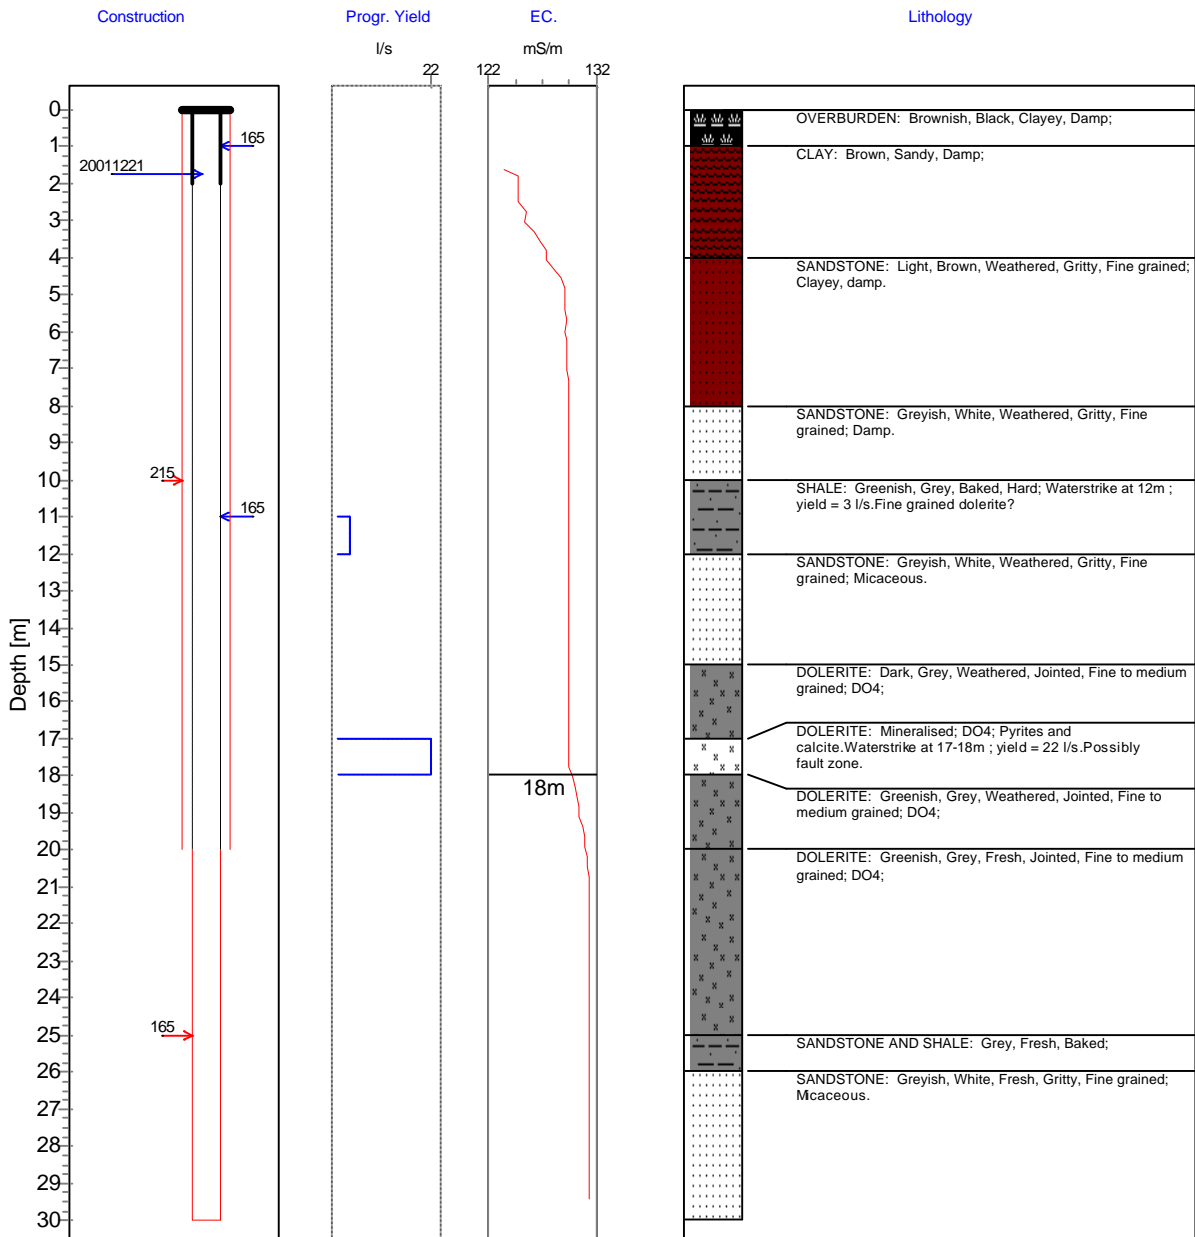 Construction
Progr. Yield
EC.
Lithology
l/s
mS/m
22
122
132
Depth [m]
0
1
2
3
4
5
6
7
8
9
10
11
12
13
14
15
16
17
18
19
20
21
22
23
24
25
26
27
28
29
30
165
20011221
215
165
165
18m
OVERBURDEN: Brownish, Black, Clayey, Damp;
CLAY: Brown, Sandy, Damp;
SANDSTONE: Light, Brown, Weathered, Gritty, Fine grained;
Clayey, damp.
SANDSTONE: Greyish, White, Weathered, Gritty, Fine
grained; Damp.
SHALE: Greenish, Grey, Baked, Hard; Waterstrike at 12m ;
yield = 3 l/s.Fine grained dolerite?
SANDSTONE: Greyish, White, Weathered, Gritty, Fine
grained; Micaceous.
DOLERITE: Dark, Grey, Weathered, Jointed, Fine to medium
grained; DO4;
DOLERITE: Mineralised; DO4; Pyrites and
calcite.Waterstrike at 17-18m ; yield = 22 l/s.Possibly
fault zone.
DOLERITE: Greenish, Grey, Weathered, Jointed, Fine to
medium grained; DO4;
DOLERITE: Greenish, Grey, Fresh, Jointed, Fine to medium
grained; DO4;
SANDSTONE AND SHALE: Grey, Fresh, Baked;
SANDSTONE: Greyish, White, Fresh, Gritty, Fine grained;
Micaceous.